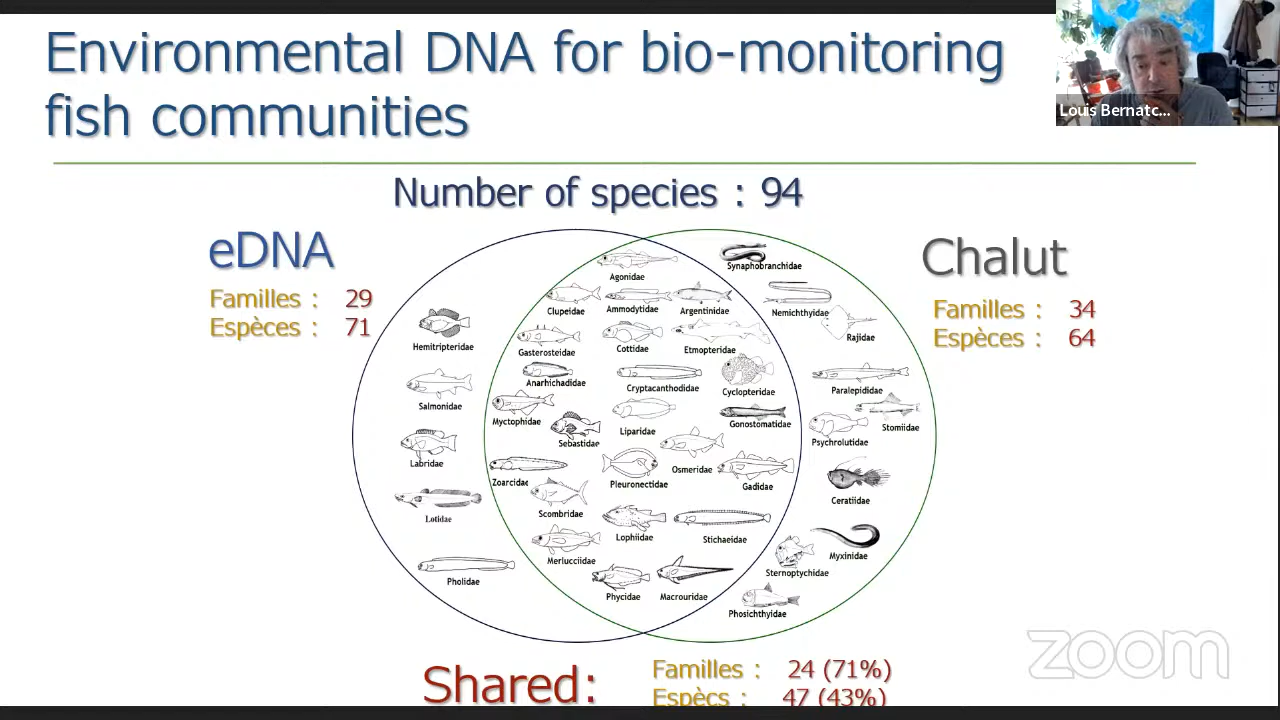 Environmental DNA for bio-monitoring
fish communities
Louis Bernatc...
Number of species : 94
eDNA
Familles : 29
Espèces : 71
Chalut
Familles : 34
Espèces : 64
Hemitripteridae
Salmonidae
Labridae
Lotidae
Pholidae
Agonidae
Clupeidae
Ammodytidae
Argentinidae
Gasterosteidae
Cottidae
Etmopteridae
Anarhichadidae
Cryptacanthodidae
Cyclopteridae
Myctophidae
Sebastidae
Liparidae
Gonostomatidae
Zoarcidae
Pleuronectidae
Osmeridae
Gadidae
Scombridae
Lophiidae
Stichaeidae
Merlucciidae
Phycidae
Macrouridae
Synaphobranchidae
Nemichthyidae
Rajidae
Paralepididae
Stomiidae
Psychrolutidae
Ceratiidae
Myxinidae
Sternoptychidae
Phosichthyidae
Shared:
Familles : 24 (71%)
Espècs : 47 (43%)
zoom